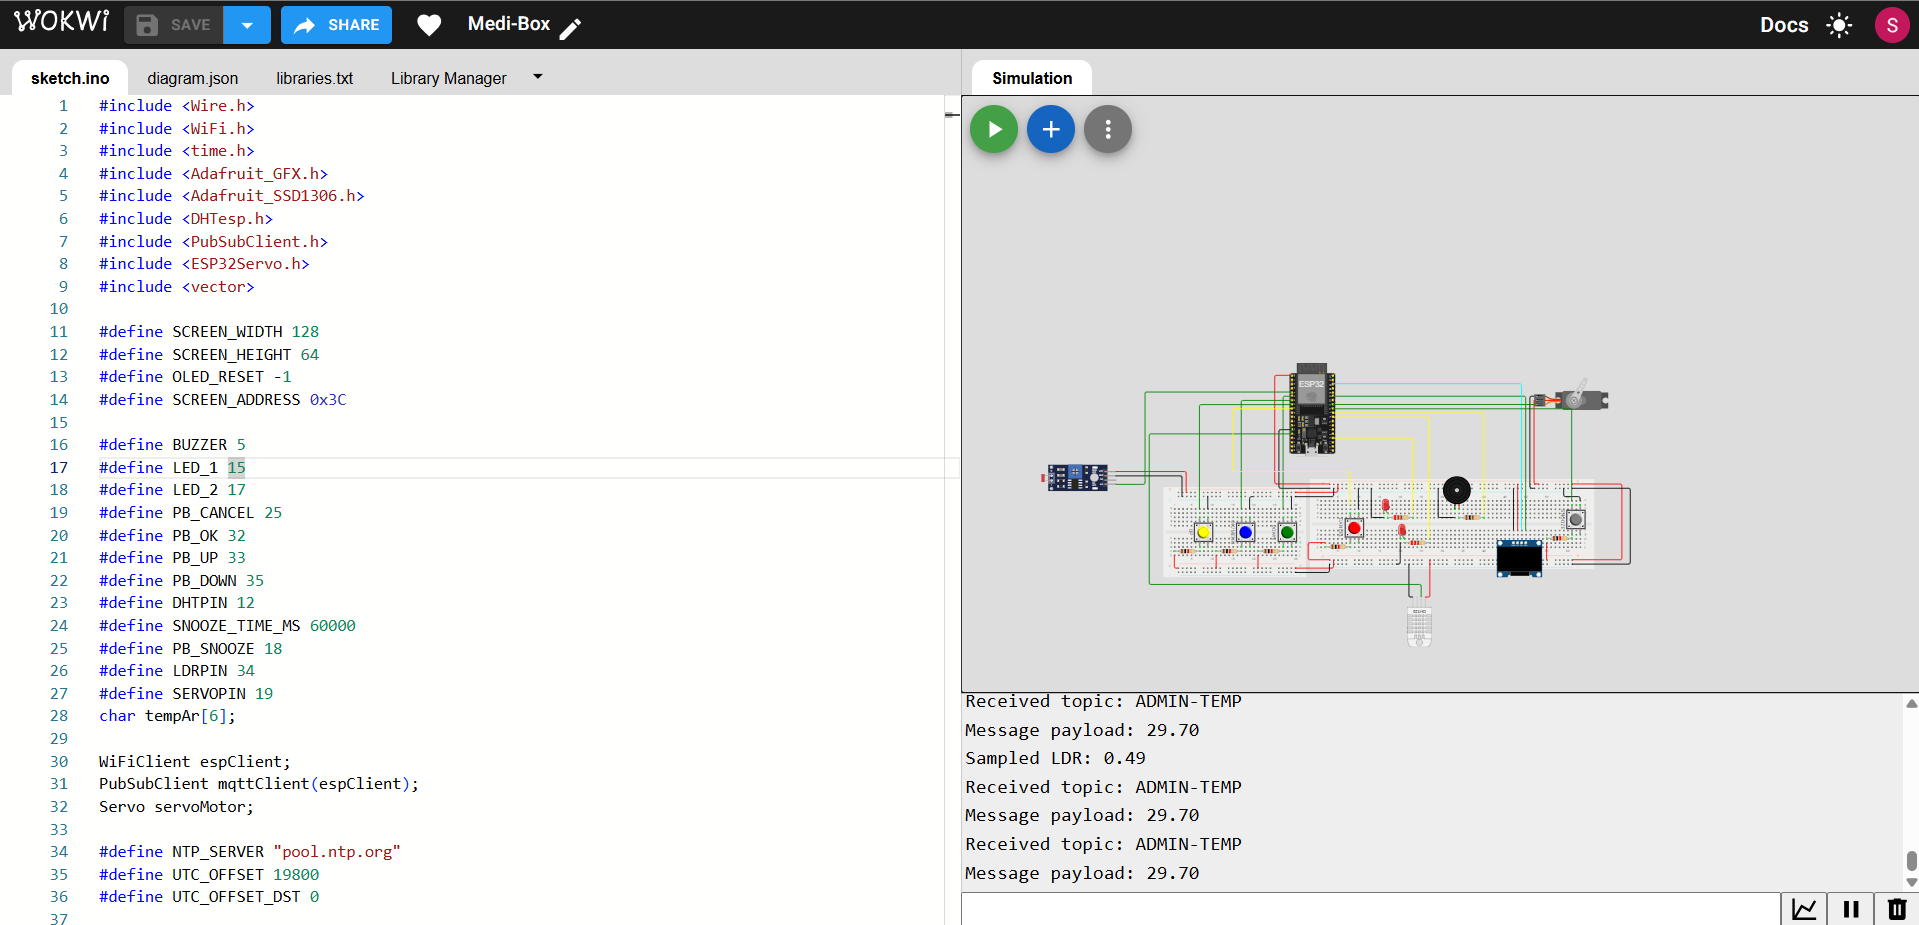 WOKWi
SAVE
SHARE
Medi-Box
Docs
S
sketch.ino
diagram.json
libraries.txt
Library Manager
Simulation
1 #include <Wire.h>
2 #include <WiFi.h>
3 #include <time.h>
4 #include <Adafruit_GFX.h>
5 #include <Adafruit_SSD1306.h>
6 #include <DHTesp.h>
7 #include <PubSubClient.h>
8 #include <ESP32Servo.h>
9 #include <vector>
10
11 #define SCREEN_WIDTH 128
12 #define SCREEN_HEIGHT 64
13 #define OLED_RESET -1
14 #define SCREEN_ADDRESS 0x3C
15
16 #define BUZZER 5
17 #define LED_1 15
18 #define LED_2 17
19 #define PB_CANCEL 25
20 #define PB_OK 32
21 #define PB_UP 33
22 #define PB_DOWN 35
23 #define DHTPIN 12
24 #define SNOOZE_TIME_MS 60000
25 #define PB_SNOOZE 18
26 #define LDRPIN 34
27 #define SERVOPIN 19
28 char tempAr[6];
29
30 WiFiClient espClient;
31 PubSubClient mqttClient(espClient);
32 Servo servoMotor;
33
34 #define NTP_SERVER "pool.ntp.org"
35 #define UTC_OFFSET 19800
36 #define UTC_OFFSET_DST 0
37
ESP32
Received topic: ADMIN-TEMP
Message payload: 29.70
Sampled LDR: 0.49
Received topic: ADMIN-TEMP
Message payload: 29.70
Received topic: ADMIN-TEMP
Message payload: 29.70